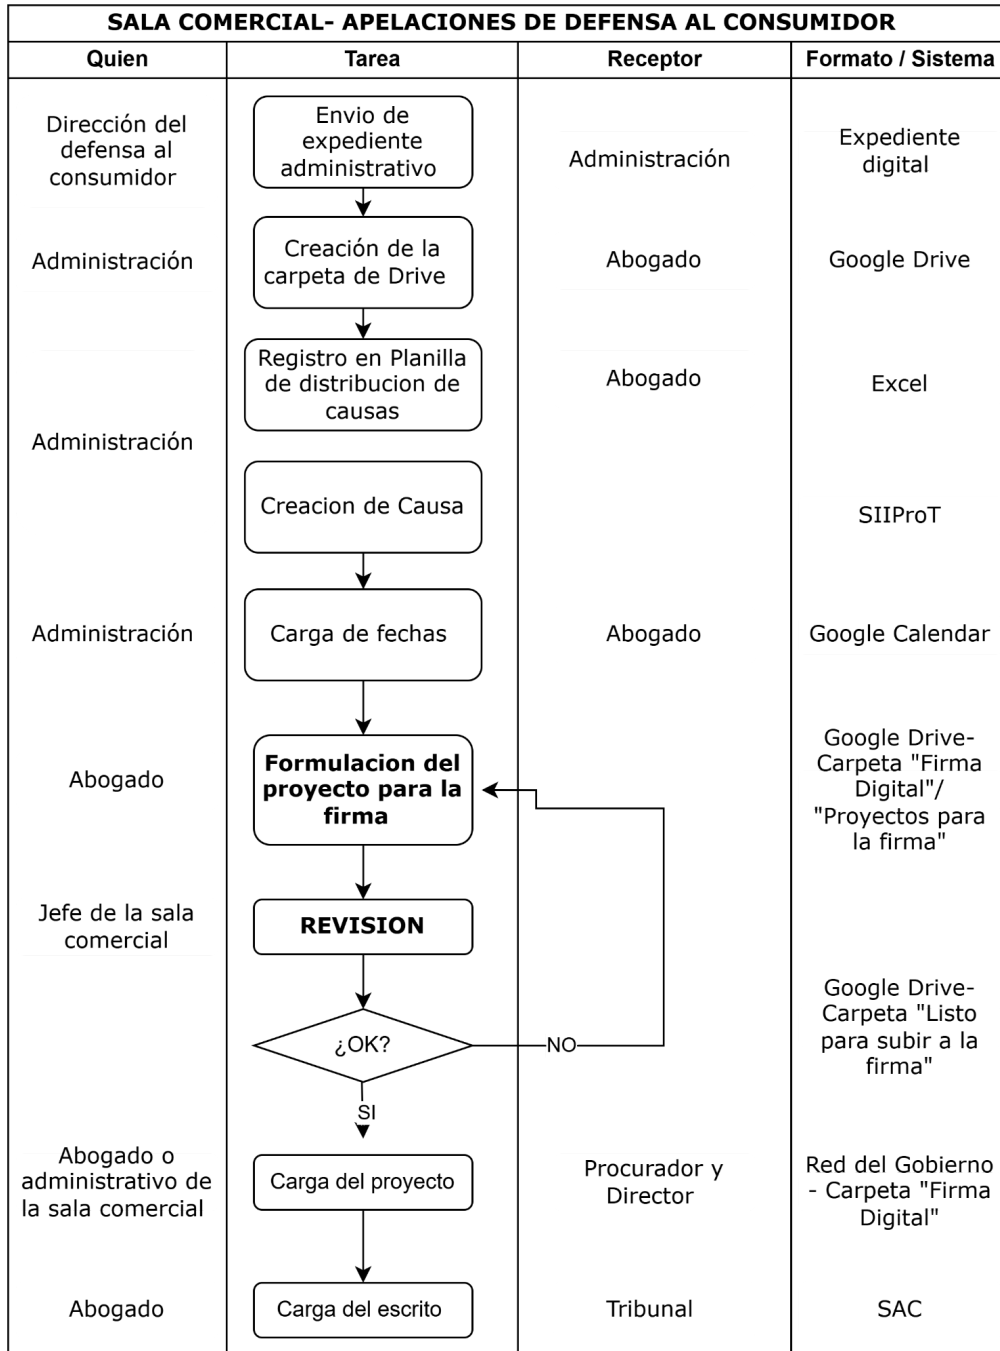 SALA COMERCIAL- APELACIONES DE DEFENSA AL CONSUMIDOR
Quien
Tarea
Receptor
Formato / Sistema
Dirección del
defensa al
consumidor
Envio de
expediente
administrativo
Administración
Expediente
digital
Administración
Creación de la
carpeta de Drive
Abogado
Google Drive
Administración
Registro en Planilla
de distribucion de
causas
Abogado
Excel
Creacion de Causa
SIIProT
Administración
Carga de fechas
Abogado
Google Calendar
Abogado
Formulacion del
proyecto para la
firma
Google Drive-
Carpeta "Firma
Digital"/
"Proyectos para
la firma"
Jefe de la sala
comercial
REVISION
¿OK?
NO
Google Drive-
Carpeta "Listo
para subir a la
firma"
SI
Abogado o
administrativo de
la sala comercial
Carga del proyecto
Procurador y
Director
Red del Gobierno
- Carpeta "Firma
Digital"
Abogado
Carga del escrito
Tribunal
SAC